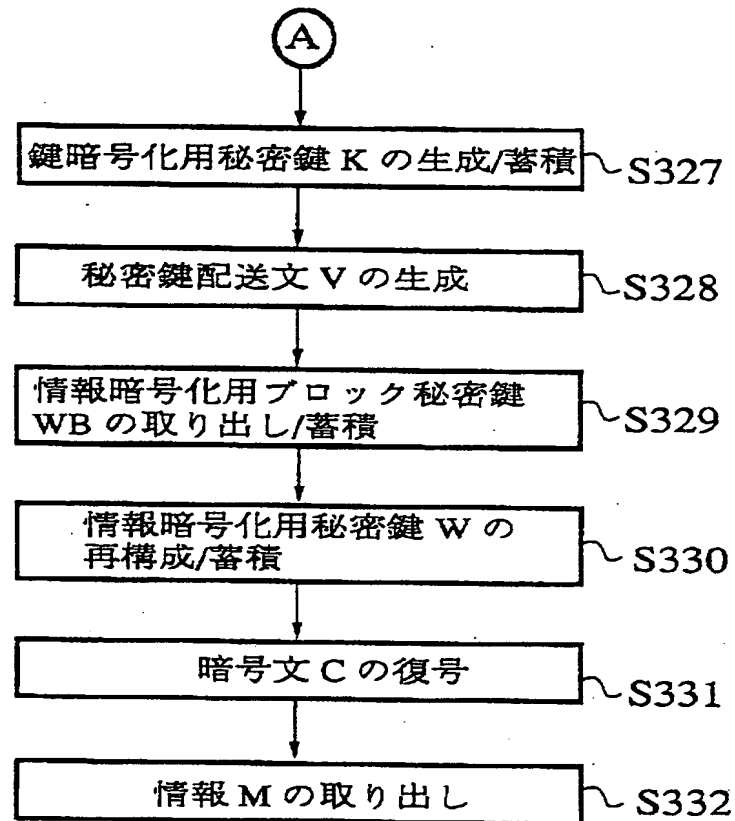 A
鍵暗号化用秘密鍵 K の生成/蓄積
S327
秘密鍵配送文 V の生成
S328
情報暗号化用ブロック秘密鍵
WB の取り出し/蓄積
S329
情報暗号化用秘密鍵 W の
再構成/蓄積
S330
暗号文 C の復号
S331
情報 M の取り出し
S332